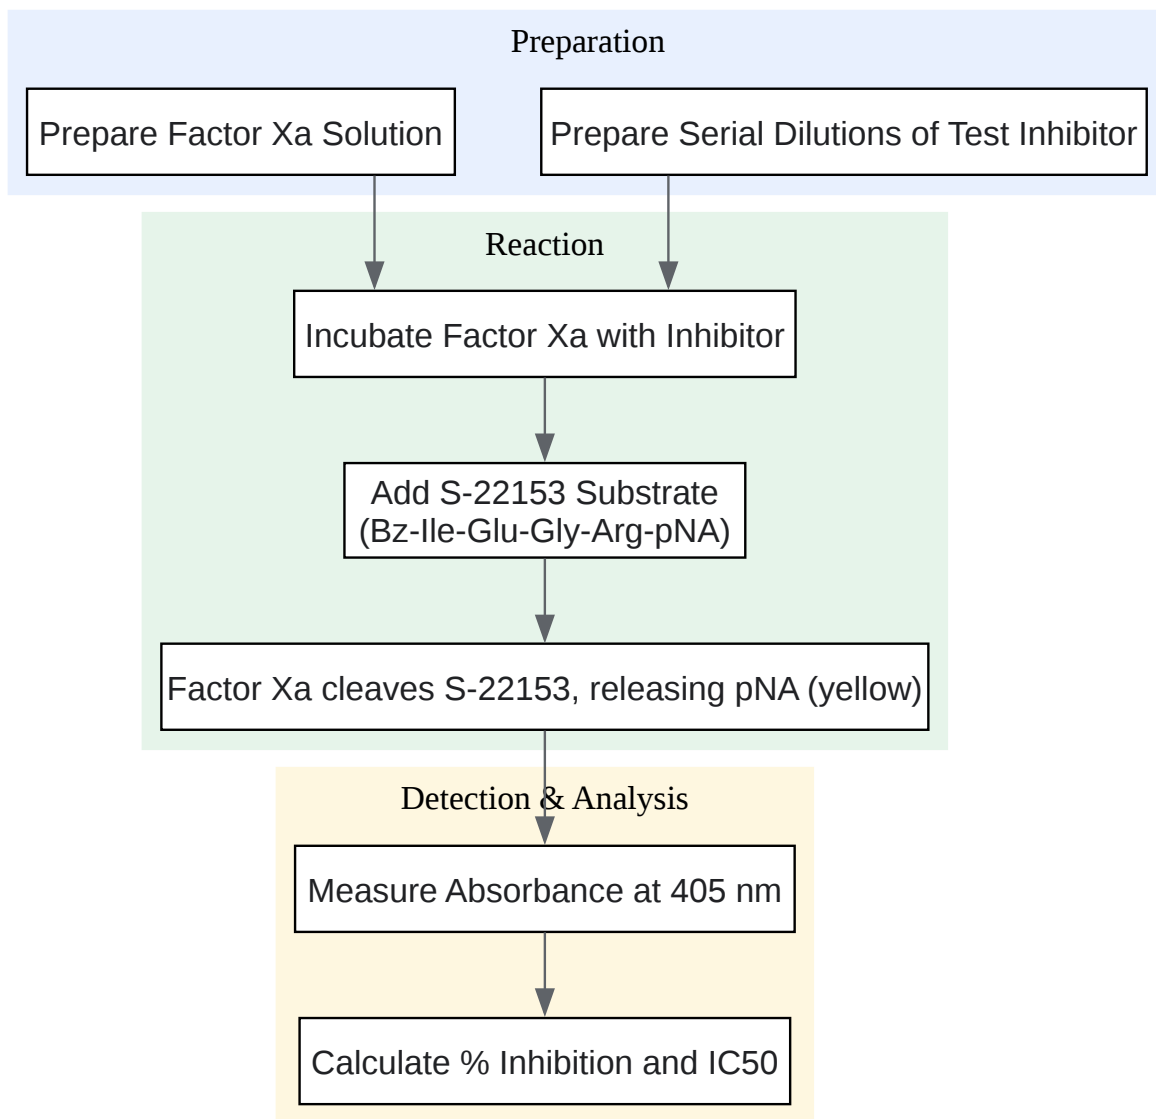 Preparation
Prepare Factor Xa Solution
Prepare Serial Dilutions of Test Inhibitor
Reaction
Incubate Factor Xa with Inhibitor
Add S-22153 Substrate
(Bz-Ile-Glu-Gly-Arg-pNA)
Factor Xa cleaves S-22153, releasing pNA (yellow)
Detection & Analysis
Measure Absorbance at 405 nm
Calculate % Inhibition and IC50